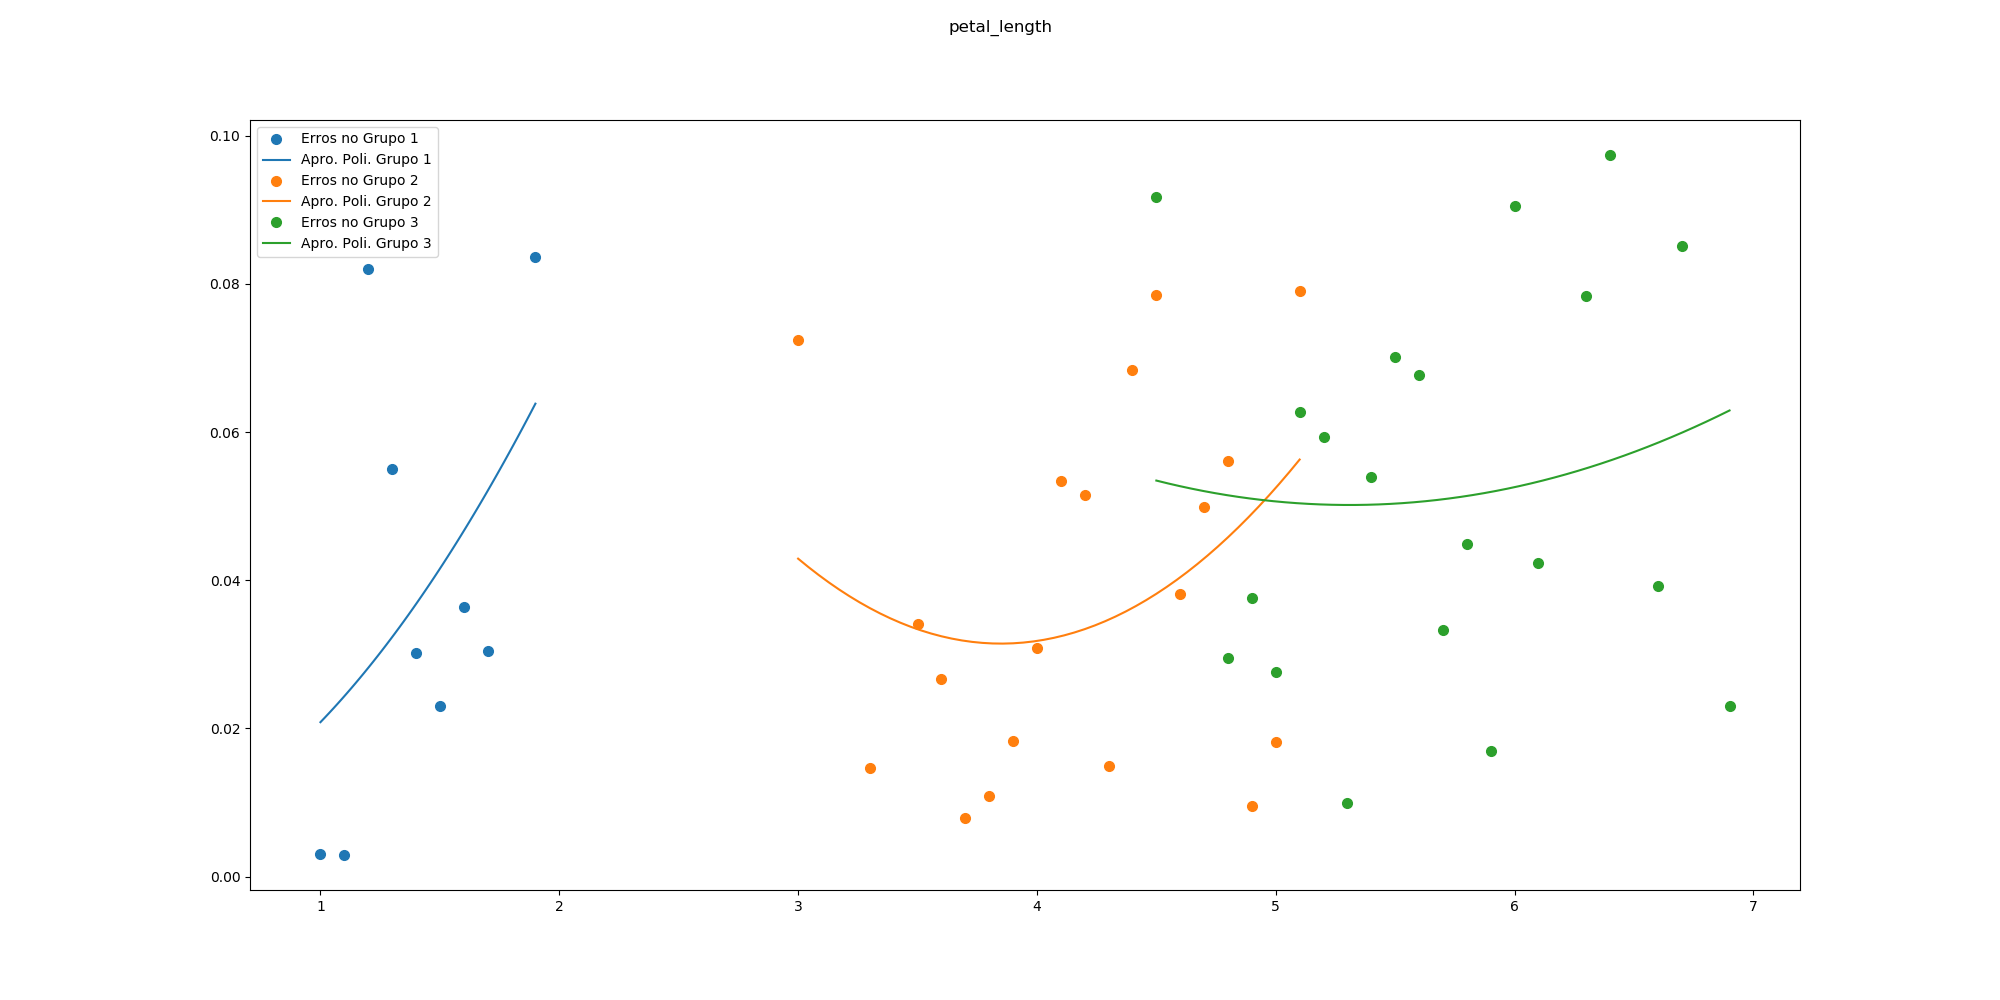 petal_length
Erros no Grupo 1
Apro. Poli. Grupo 1
Erros no Grupo 2
Apro. Poli. Grupo 2
Erros no Grupo 3
Apro. Poli. Grupo 3
0.10
0.08
0.06
0.04
0.02
0.00
1 2 3 4 5 6 7